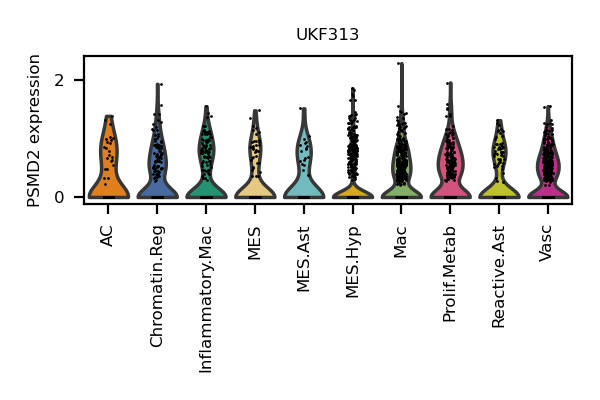 UKF313
PSMD2 expression
2
0
AC
Chromatin.Reg
Inflammatory.Mac
MES
MES.Ast
MES.Hyp
Mac
Prolif.Metab
Reactive.Ast
Vasc